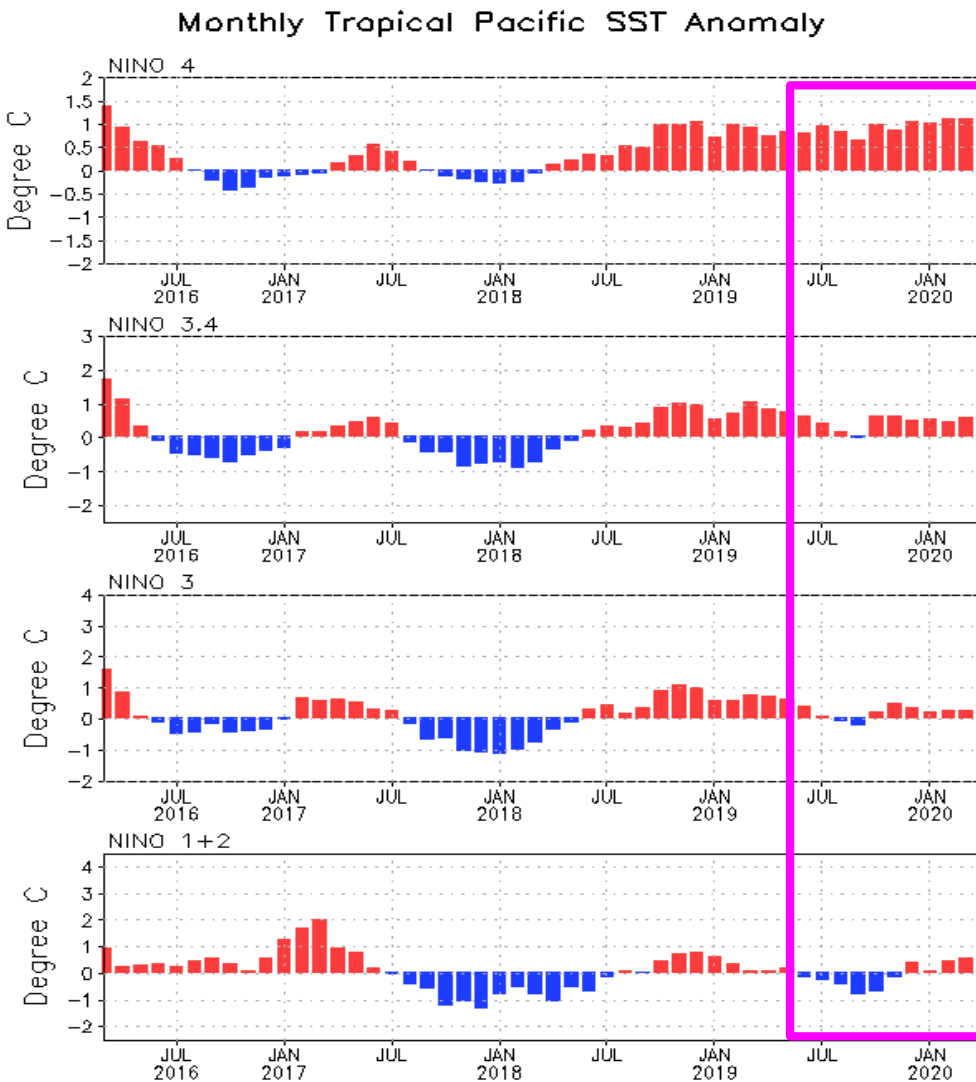 Monthly Tropical Pacific SST Anomaly
NINO 4
Degree C
2
1.5
1
0.5
0
-0.5
-1
-1.5
-2
JUL JAN JUL JAN JUL JAN JUL JAN
2016 2017 2018 2019 2020
NINO 3.4
Degree C
3
2
1
0
-1
-2
JUL JAN JUL JAN JUL JAN JUL JAN
2016 2017 2018 2019 2020
NINO 3
Degree C
4
3
2
1
0
-1
-2
JUL JAN JUL JAN JUL JAN JUL JAN
2016 2017 2018 2019 2020
NINO 1+2
Degree C
4
3
2
1
0
-1
-2
JUL JAN JUL JAN JUL JAN JUL JAN
2016 2017 2018 2019 2020